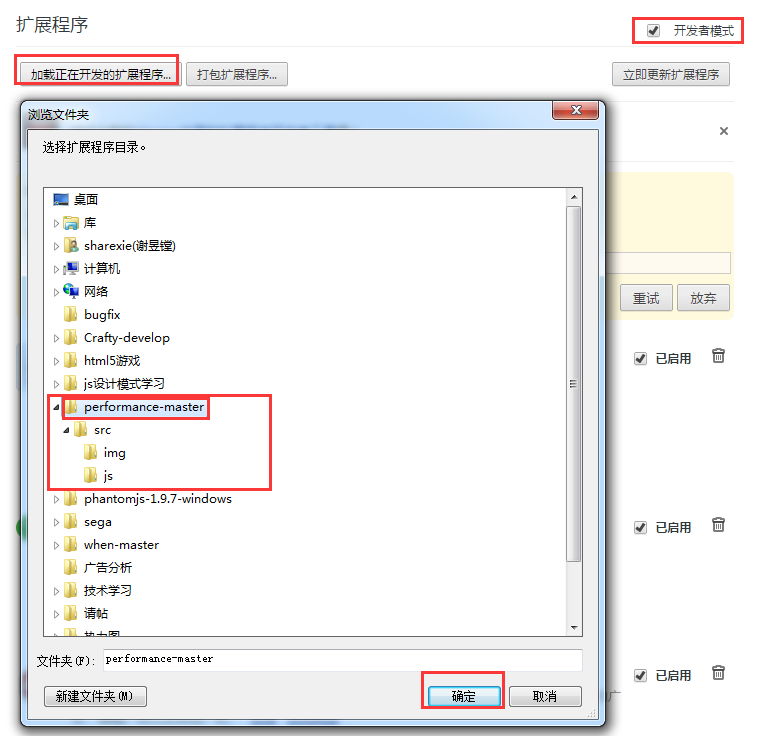 扩展程序
开发者模式
加载正在开发的扩展程序...
打包扩展程序...
立即更新扩展程序
浏览文件夹
选择扩展程序目录。
桌面
库
sharexie(谢昱镗)
计算机
网络
bugfix
Crafty-develop
html5游戏
js设计模式学习
performance-master
src
img
js
phantomjs-1.9.7-windows
sega
when-master
广告分析
技术学习
请帖
热力图
文件夹(F):
performance-master
新建文件夹(M)
确定
取消
重试
放弃
已启用
已启用
已启用